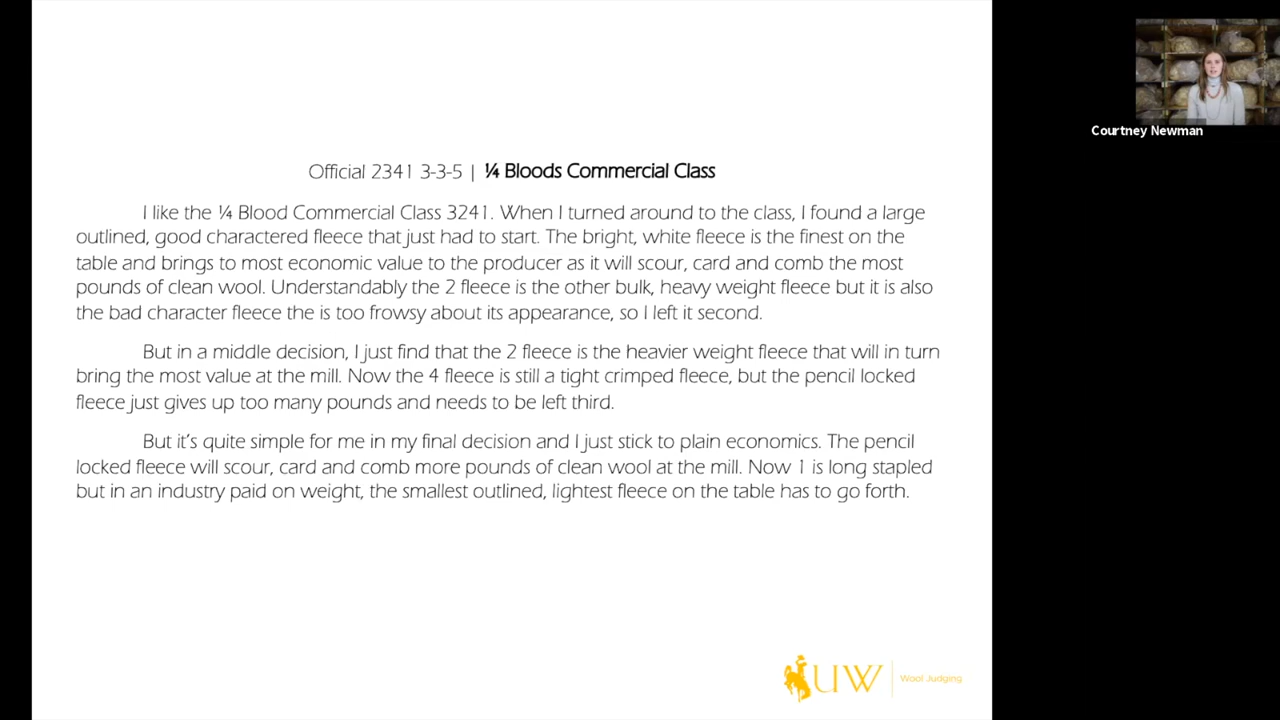 Official 2341 3-3-5 | ¼ Bloods Commercial Class
I like the ¼ Blood Commercial Class 3241. When I turned around to the class, I found a large
outlined, good charactered fleece that just had to start. The bright, white fleece is the finest on the
table and brings to most economic value to the producer as it will scour, card and comb the most
pounds of clean wool. Understandably the 2 fleece is the other bulk, heavy weight fleece but it is also
the bad character fleece the is too frowsy about its appearance, so I left it second.
But in a middle decision, I just find that the 2 fleece is the heavier weight fleece that will in turn
bring the most value at the mill. Now the 4 fleece is still a tight crimped fleece, but the pencil locked
fleece just gives up too many pounds and needs to be left third.
But it's quite simple for me in my final decision and I just stick to plain economics. The pencil
locked fleece will scour, card and comb more pounds of clean wool at the mill. Now 1 is long stapled
but in an industry paid on weight, the smallest outlined, lightest fleece on the table has to go forth.
UW | Wool Judging
Courtney Newman